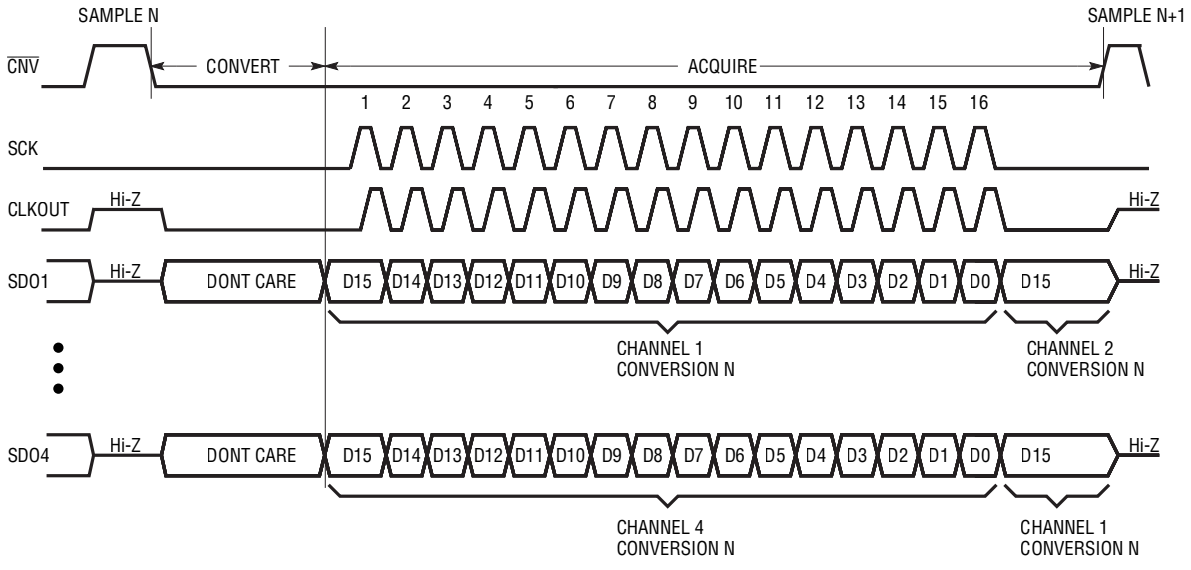 SAMPLE N
SAMPLE N+1
CNV
CONVERT
ACQUIRE
1 2 3 4 5 6 7 8 9 10 11 12 13 14 15 16
SCK
CLKOUT
Hi-Z
Hi-Z
SDO1
Hi-Z
DONT CARE
D15 D14 D13 D12 D11 D10 D9 D8 D7 D6 D5 D4 D3 D2 D1 D0
D15
Hi-Z
CHANNEL 1
CONVERSION N
CHANNEL 2
CONVERSION N
SDO4
Hi-Z
DONT CARE
D15 D14 D13 D12 D11 D10 D9 D8 D7 D6 D5 D4 D3 D2 D1 D0
D15
Hi-Z
CHANNEL 4
CONVERSION N
CHANNEL 1
CONVERSION N